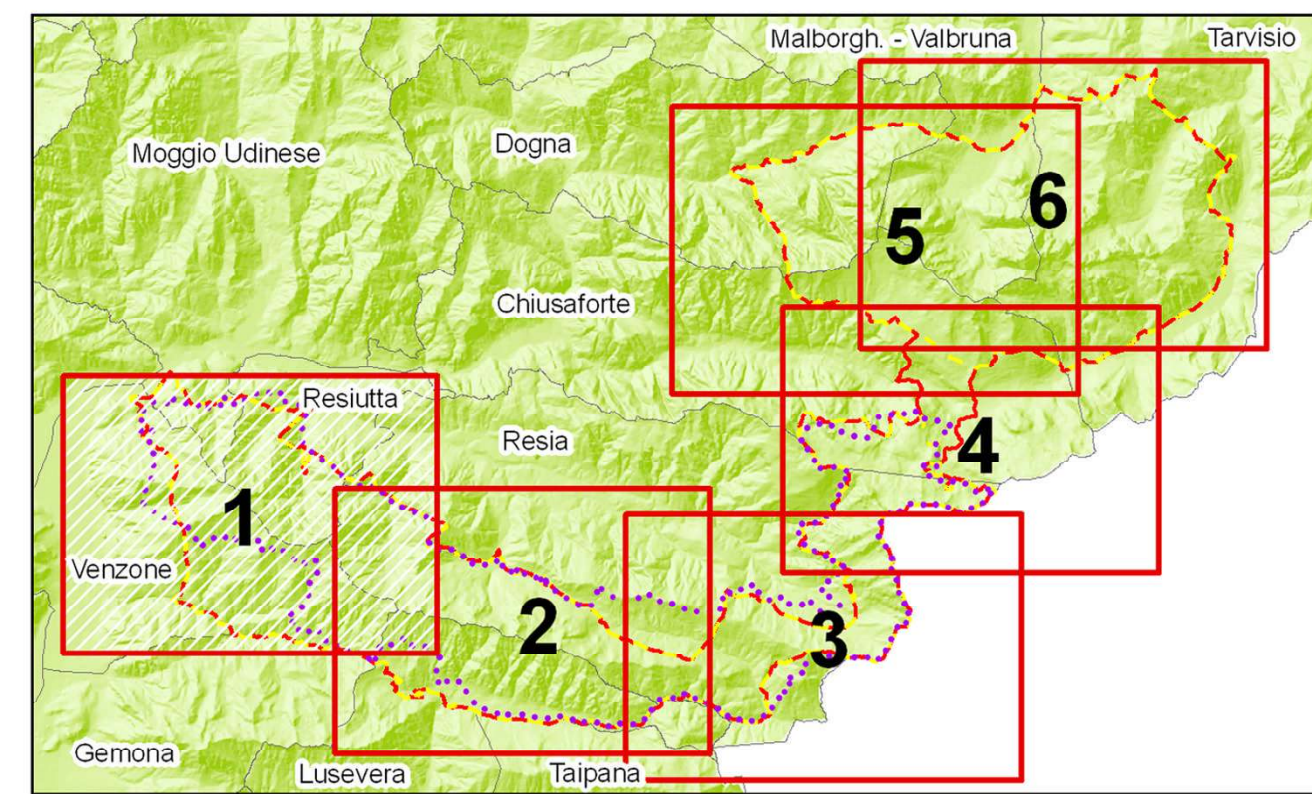 Malborgh. - Valbruna
Tarvisio
Moggio Udinese
Dogna
6
5
Chiusaforte
Resiutta
Resia
4
1
Venzone
2
3
Gemona
Lusevera
Taipana